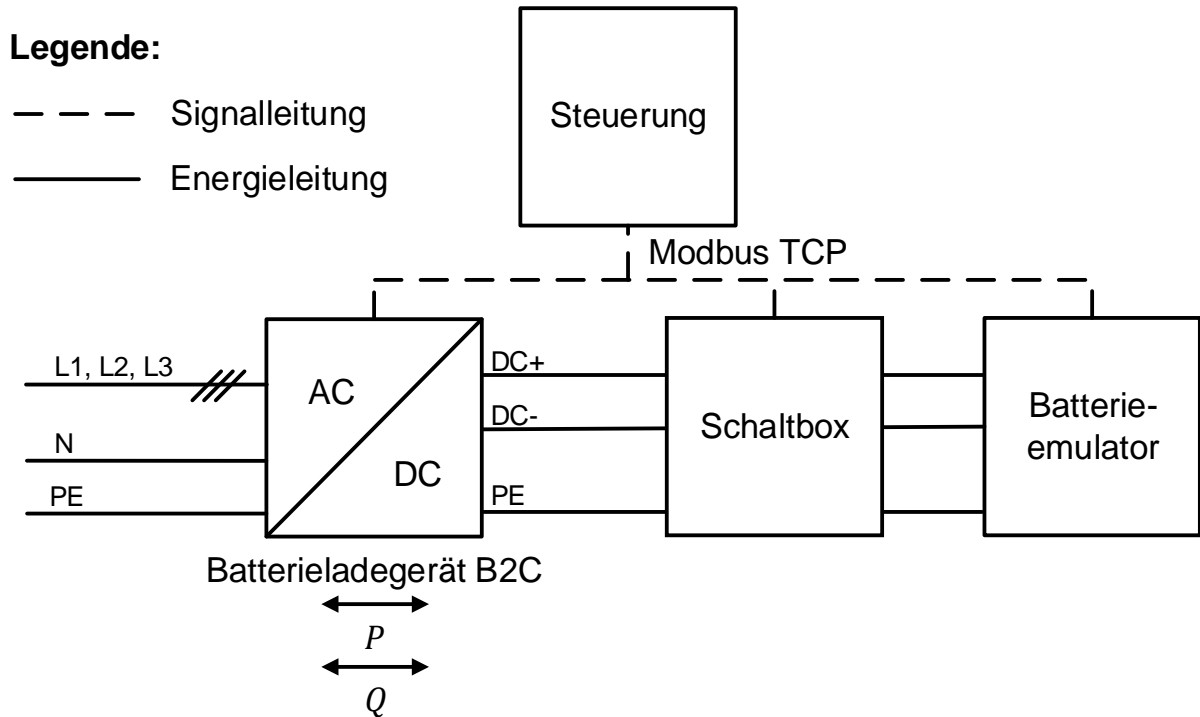 Legende:
Signalleitung
Energieleitung
Steuerung
Modbus TCP
L1, L2, L3
N
PE
AC
DC
DC+
DC-
PE
Schaltbox
Batterie-
emulator
Batterieladegerät B2C
P
Q